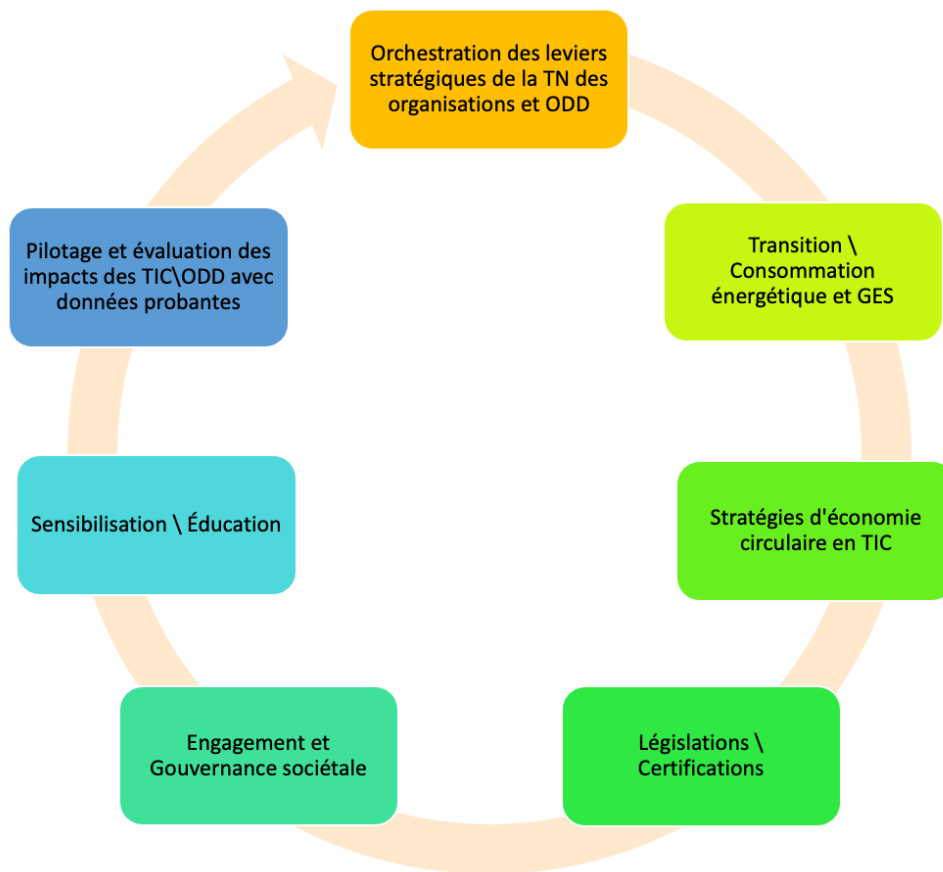 Orchestration des leviers
stratégiques de la TN des
organisations et ODD
Transition \
Consommation
énergétique et GES
Stratégies d'économie
circulaire en TIC
Législations \
Certifications
Engagement et
Gouvernance sociétale
Sensibilisation \ Éducation
Pilotage et évaluation des
impacts des TIC\ODD avec
données probantes